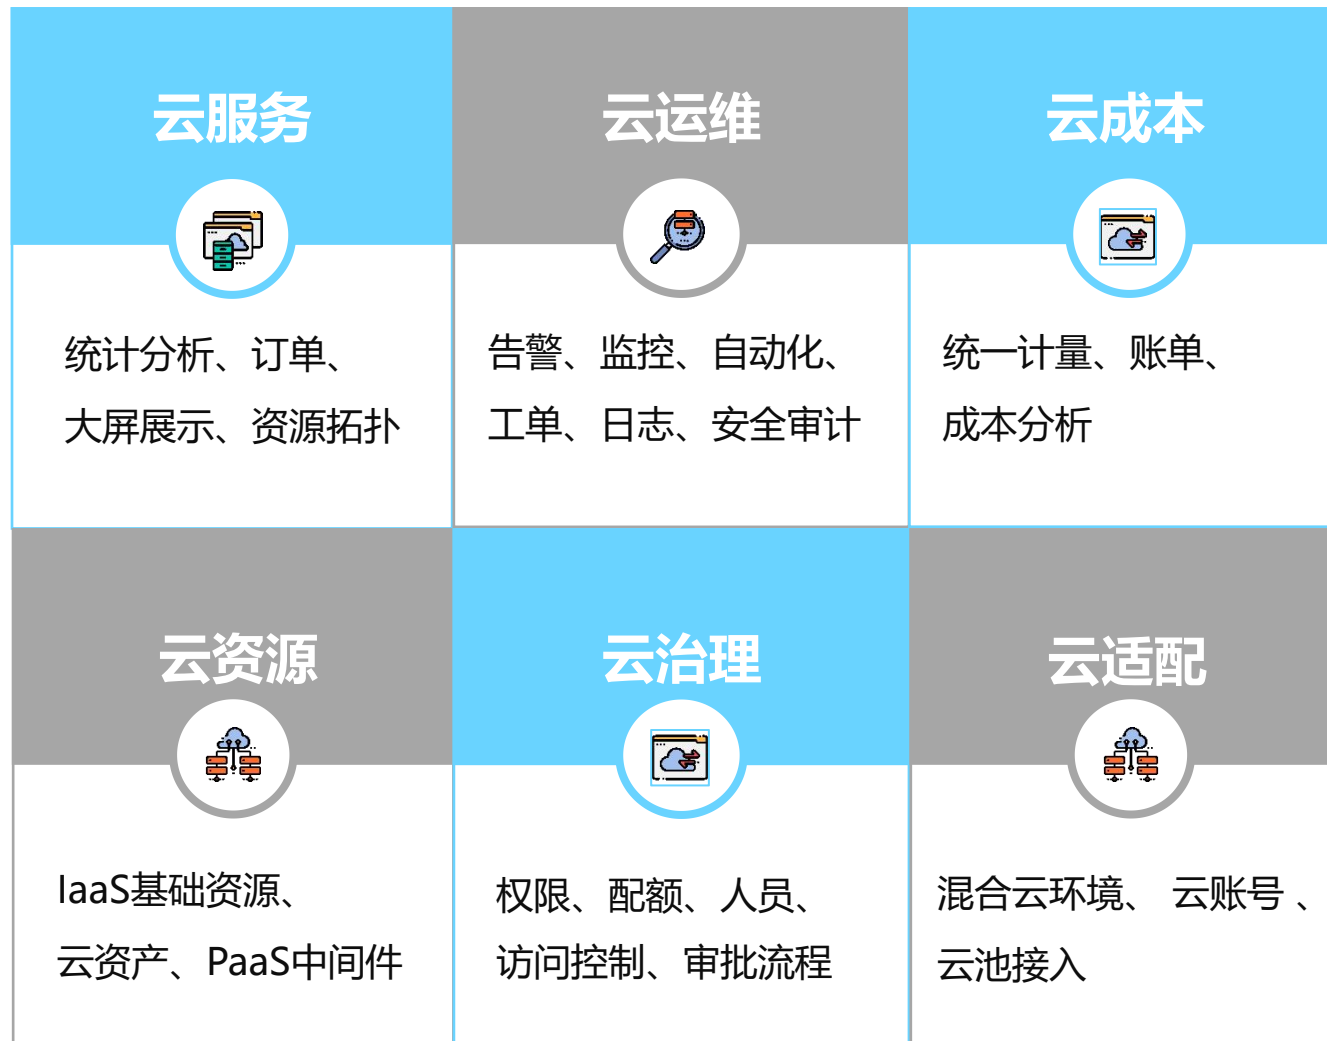 云服务
统计分析、订单、
大屏展示、资源拓扑
云运维
告警、监控、自动化、
工单、日志、安全审计
云成本
统一计量、账单、
成本分析
云资源
IaaS基础资源、
云资产、PaaS中间件
云治理
权限、配额、人员、
访问控制、审批流程
云适配
混合云环境、 云账号 、
云池接入